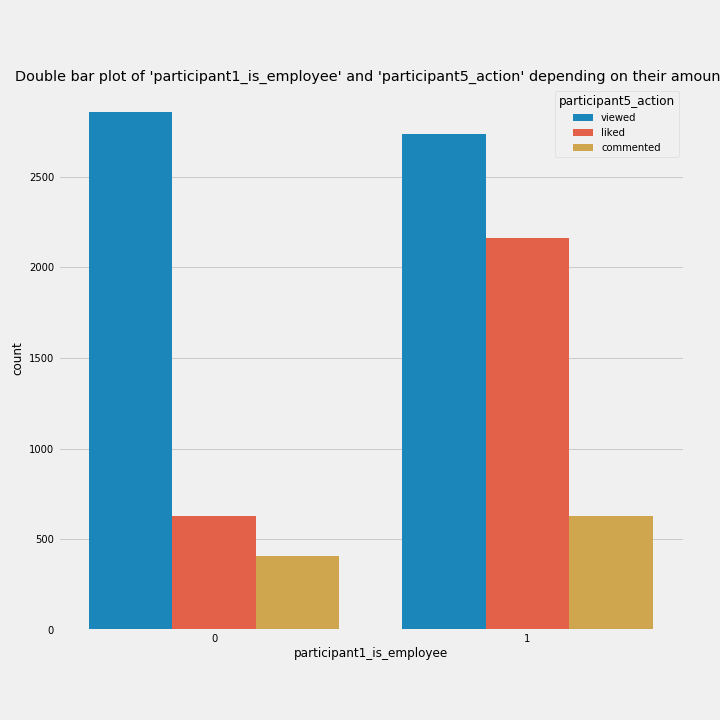 Double bar plot of 'participant1_is_employee' and 'participant5_action' depending on their amoun
participant5_action
viewed
liked
commented
2500
2000
1500
1000
500
0
count
0
1
participant1_is_employee